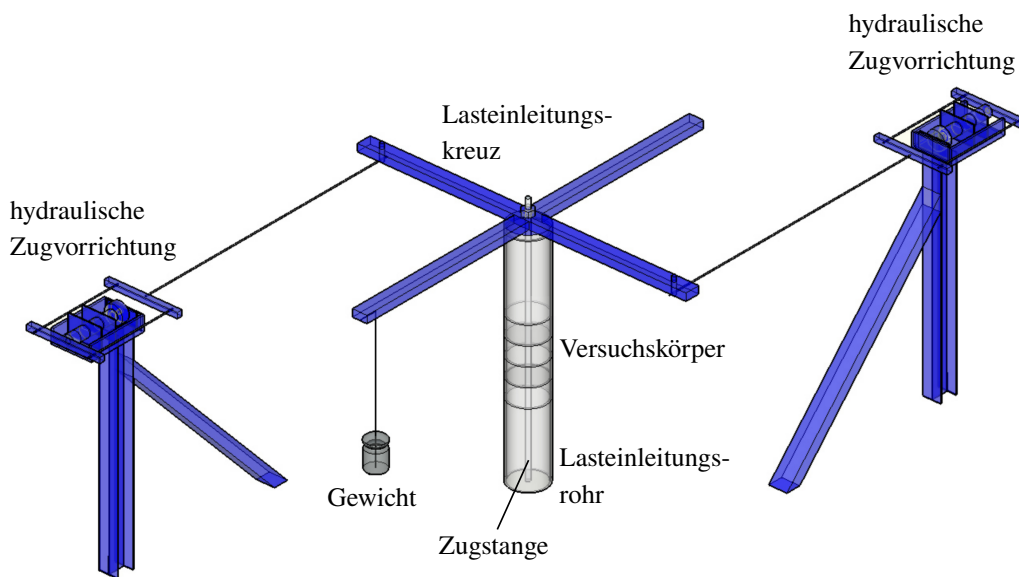 hydraulische
Zugvorrichtung
Lasteinleitungs-
kreuz
hydraulische
Zugvorrichtung
Versuchskörper
Lasteinleitungs-
rohr
Gewicht
Zugstange